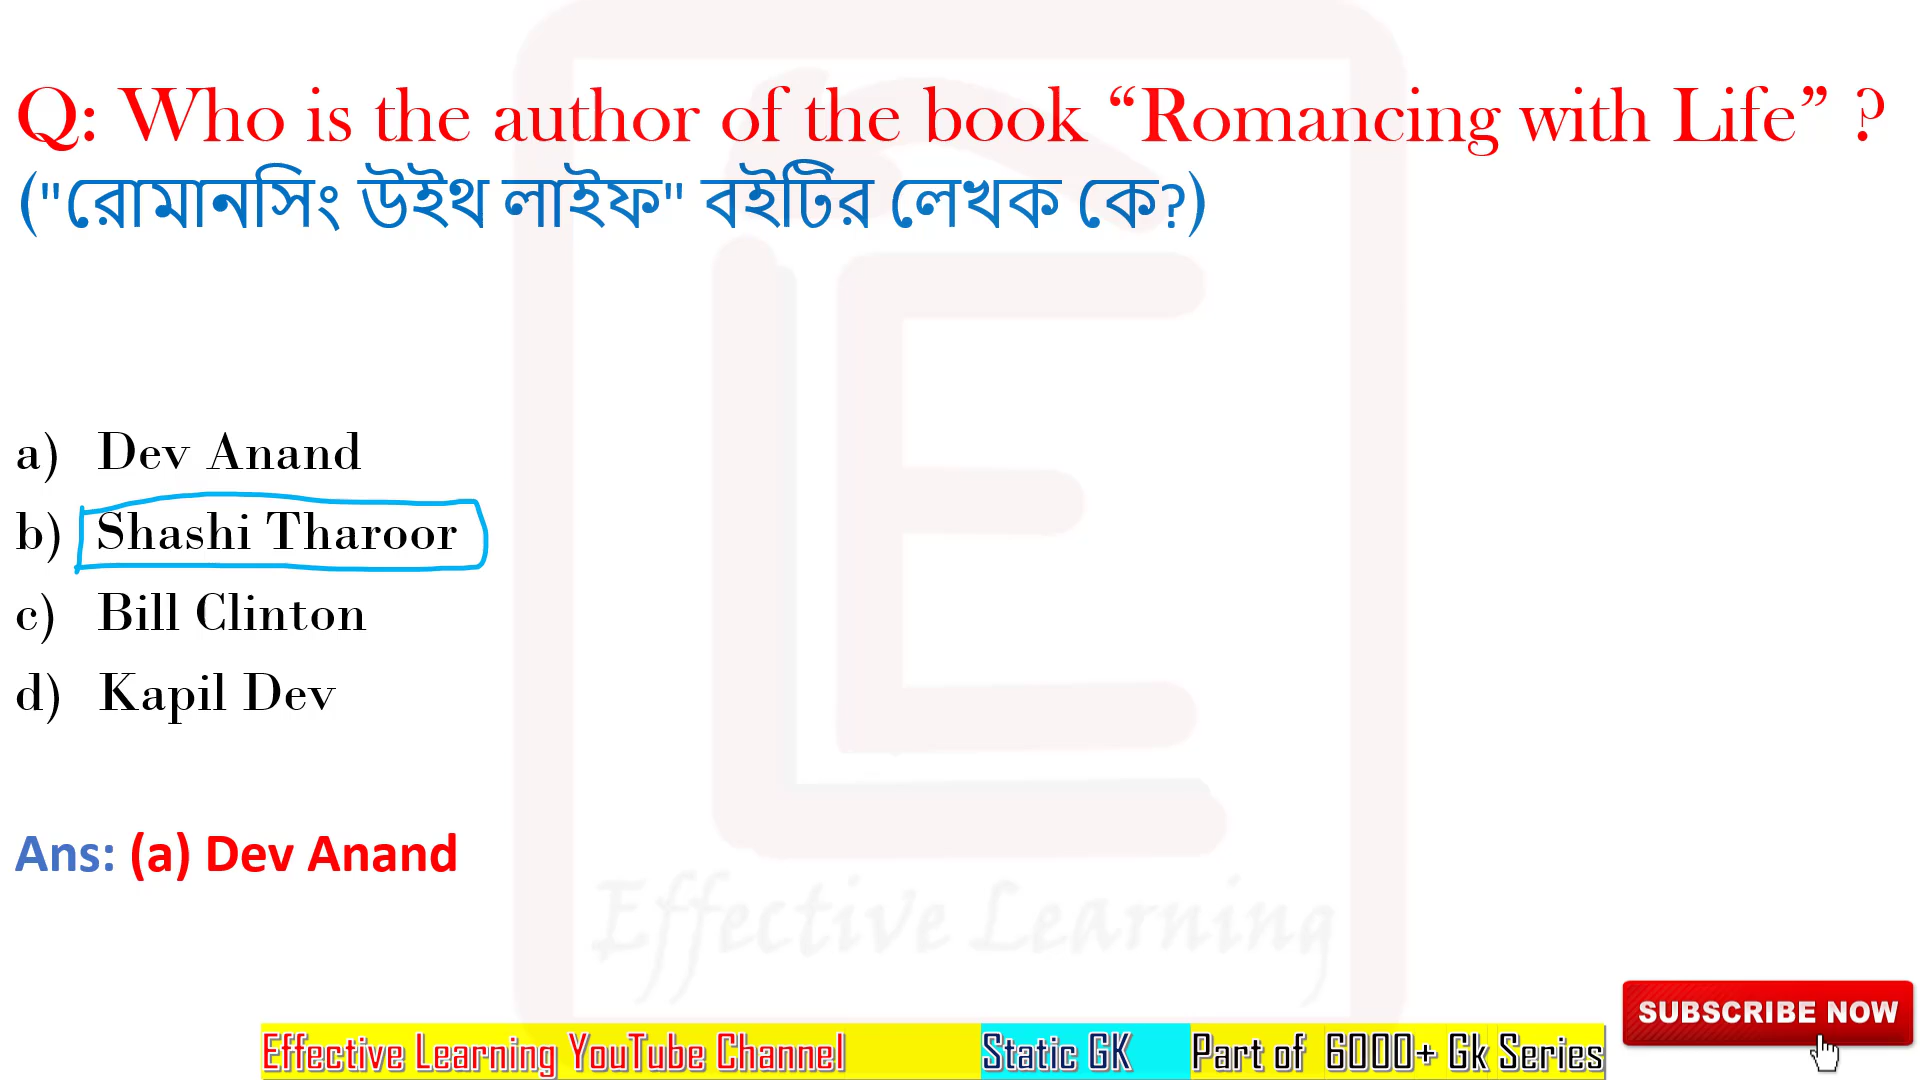 Q: Who is the author of the book “Romancing with Life” ?
("রোমানসিং উইথ লাইফ" বইটির লেখক কে?)
a) Dev Anand
b) Shashi Tharoor
c) Bill Clinton
d) Kapil Dev
Ans: (a) Dev Anand
Effective Learning
Effective Learning YouTube Channel Static GK Part of 6000+ Gk Series
SUBSCRIBE NOW